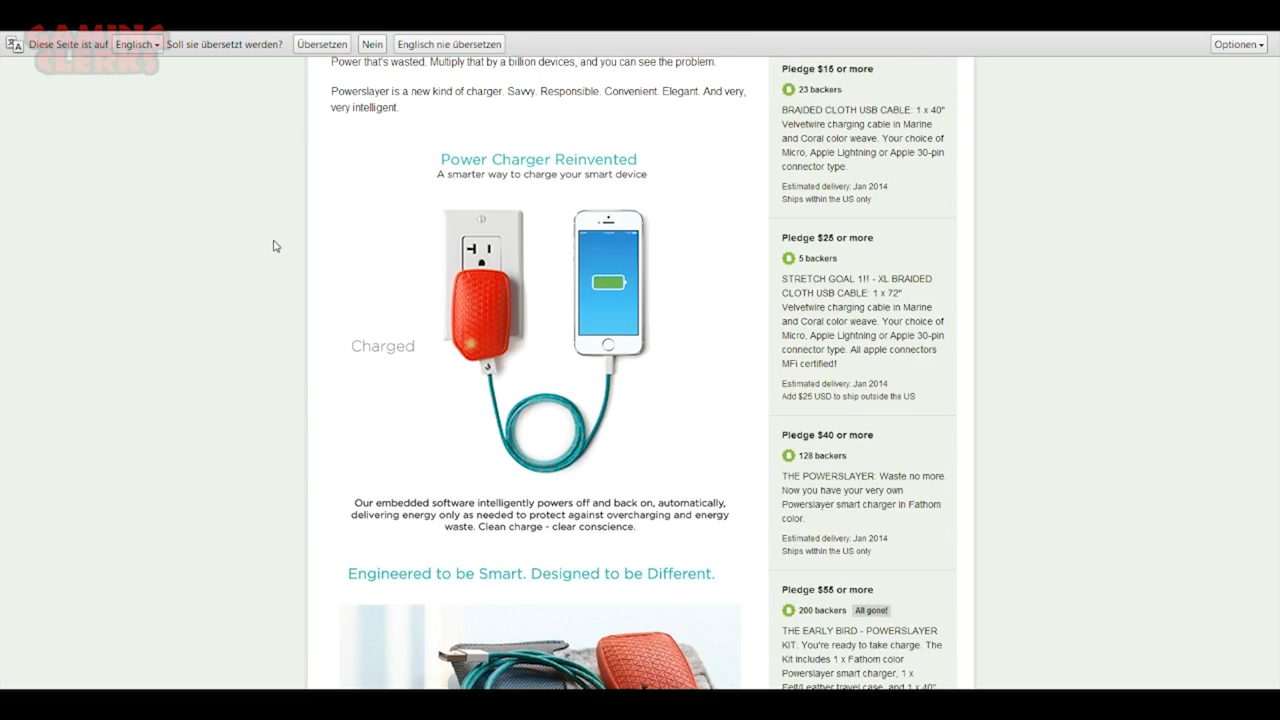 GAMING
CLERKS
Diese Seite ist auf Englisch Soll sie übersetzt werden? Übersetzen Nein Englisch nie übersetzen Optionen
Power that's wasted. Multiply that by a billion devices, and you can see the problem.
Powerslayer is a new kind of charger. Savvy. Responsible. Convenient. Elegant. And very,
very intelligent.
Power Charger Reinvented
A smarter way to charge your smart device
Charged
Our embedded software intelligently powers off and back on, automatically,
delivering energy only as needed to protect against overcharging and energy
waste. Clean charge - clear conscience.
Engineered to be Smart. Designed to be Different.
Pledge $15 or more
23 backers
BRAIDED CLOTH USB CABLE: 1 x 40"
Velvetwire charging cable in Marine
and Coral color weave. Your choice of
Micro, Apple Lightning or Apple 30-pin
connector type.
Estimated delivery: Jan 2014
Ships within the US only
Pledge $25 or more
5 backers
STRETCH GOAL 1!! - XL BRAIDED
CLOTH USB CABLE: 1 x 72"
Velvetwire charging cable in Marine
and Coral color weave. Your choice of
Micro, Apple Lightning or Apple 30-pin
connector type. All apple connectors
MFi certified!
Estimated delivery: Jan 2014
Add $25 USD to ship outside the US
Pledge $40 or more
128 backers
THE POWERSLAYER: Waste no more.
Now you have your very own
Powerslayer smart charger in Fathom
color.
Estimated delivery: Jan 2014
Ships within the US only
Pledge $55 or more
200 backers All gone!
THE EARLY BIRD - POWERSLAYER
KIT: You're ready to take charge. The
Kit includes 1 x Fathom color
Powerslayer smart charger, 1 x
Felt/Leather travel case, and 1 x 40"